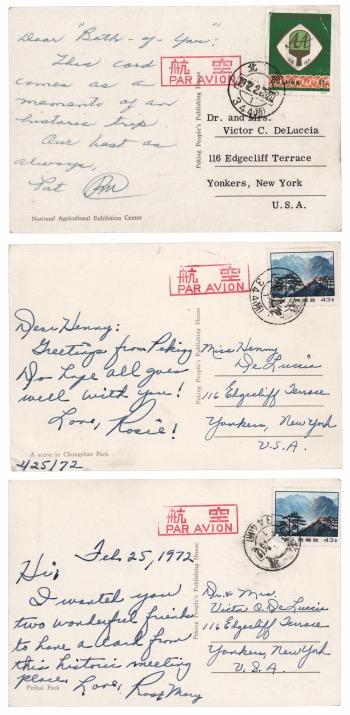 Dear "Both-of-You":
This card
comes as a
momento of an
historic trip
Our best as
always,
Pat
National Agricultural Exhibition Centre
航空
PAR AVION
Peking People's Publishing House
AA
北
Dr. and Mrs.
Victor C. DeLuccia
116 Edgecliff Terrace
Yonkers, New York
U.S.A.
航空
PAR AVION
43
Dear Henny:
Greetings from Peking
Do hope all goes
well with you!
Love,
Rosie!
A scene in Chungshan Park
4/25/72
Peking People's Publishing House
Miss Henny
DeLuccia
116 Edgecliff Terrace
Yonkers, New York
U.S.A.
航空
PAR AVION
43
Feb. 25, 1972
Hi,
I wanted you
two wonderful friends
to have a card from
this historic meeting
place. Love, Rose Mary
Peihai Park
Peking People's Publishing House
Dr. & Mrs.
Victor C. DeLuccia
116 Edgecliff Terrace
Yonkers, New York
U.S.A.